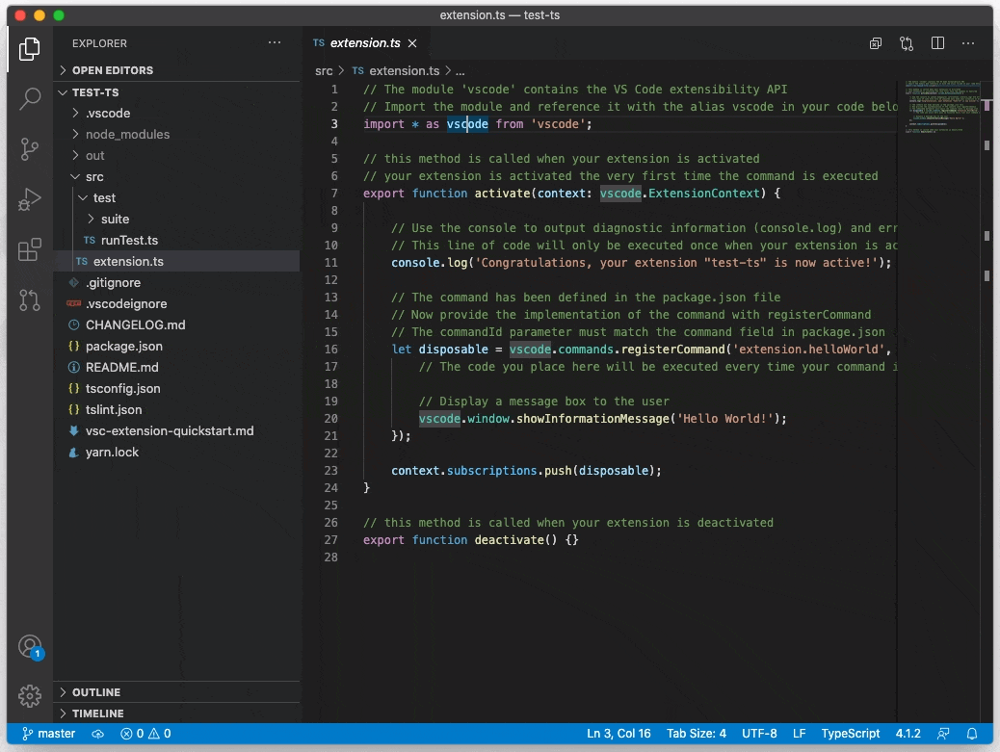 extension.ts — test-ts
EXPLORER
OPEN EDITORS
TEST-TS
.vscode
node_modules
out
src
test
suite
TS runTest.ts
TS extension.ts
.gitignore
.vscodeignore
CHANGELOG.md
{} package.json
README.md
{} tsconfig.json
{} tslint.json
vsc-extension-quickstart.md
yarn.lock
OUTLINE
TIMELINE
1
TS extension.ts
src > TS extension.ts > ...
1 // The module 'vscode' contains the VS Code extensibility API
2 // Import the module and reference it with the alias vscode in your code belo
3 import * as vscode from 'vscode';
4
5 // this method is called when your extension is activated
6 // your extension is activated the very first time the command is executed
7 export function activate(context: vscode.ExtensionContext) {
8
9 // Use the console to output diagnostic information (console.log) and err
10 // This line of code will only be executed once when your extension is ac
11 console.log('Congratulations, your extension "test-ts" is now active!');
12
13 // The command has been defined in the package.json file
14 // Now provide the implementation of the command with registerCommand
15 // The commandId parameter must match the command field in package.json
16 let disposable = vscode.commands.registerCommand('extension.helloWorld',
17 // The code you place here will be executed every time your command i
18
19 // Display a message box to the user
20 vscode.window.showInformationMessage('Hello World!');
21 });
22
23 context.subscriptions.push(disposable);
24 }
25
26 // this method is called when your extension is deactivated
27 export function deactivate() {}
28
master 0 0 Ln 3, Col 16 Tab Size: 4 UTF-8 LF TypeScript 4.1.2